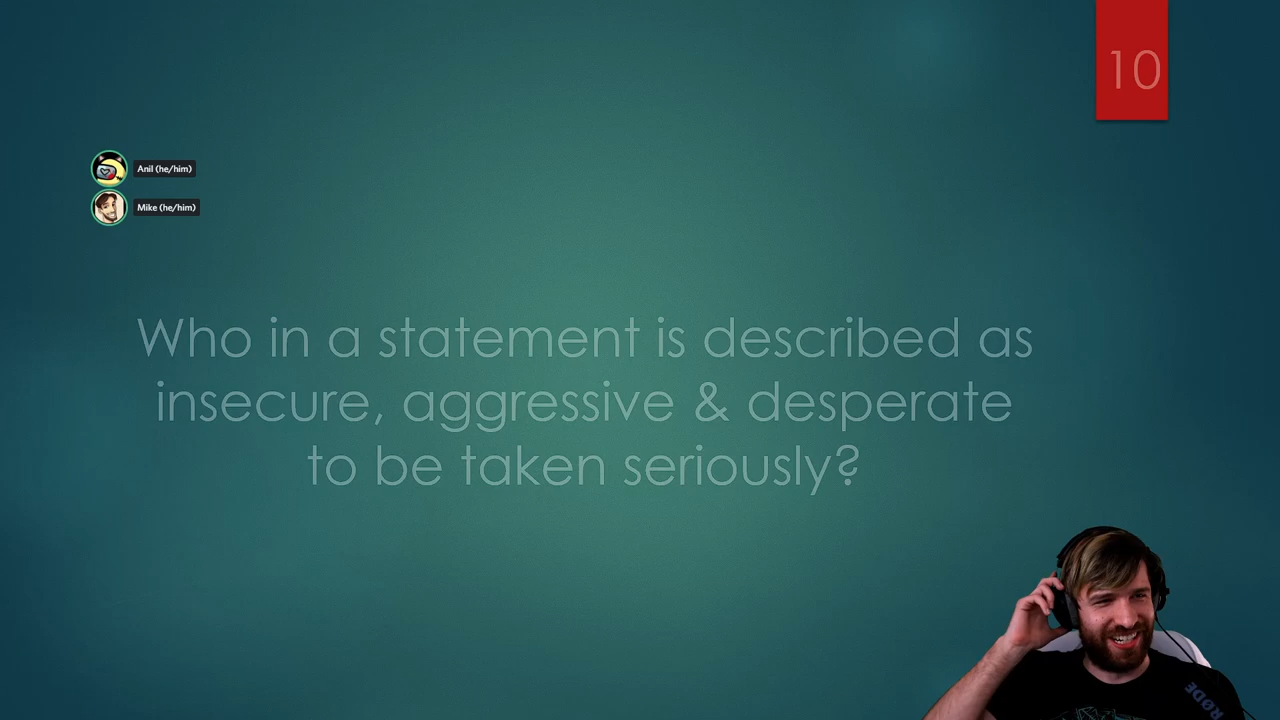 10
Anil (he/him)
Mike (he/him)
Who in a statement is described as
insecure, aggressive & desperate
to be taken seriously?
RØDE